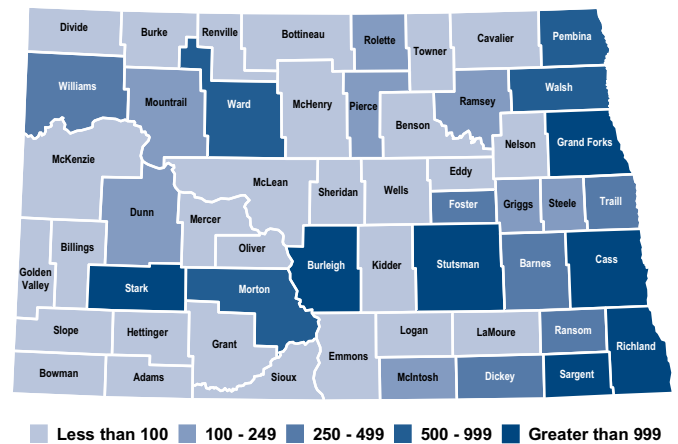 Divide
Burke
Renville
Bottineau
Rolette
Towner
Cavalier
Pembina
Williams
Mountrail
Ward
McHenry
Pierce
Benson
Ramsey
Walsh
Nelson
Grand Forks
McKenzie
Dunn
McLean
Mercer
Oliver
Sheridan
Wells
Eddy
Foster
Griggs
Steele
Traill
Golden
Valley
Billings
Stark
Morton
Burleigh
Kidder
Stutsman
Barnes
Cass
Slope
Hettinger
Grant
Emmons
Logan
LaMoure
Ransom
Richland
Bowman
Adams
Sioux
McIntosh
Dickey
Sargent
Less than 100 100 - 249 250 - 499 500 - 999 Greater than 999